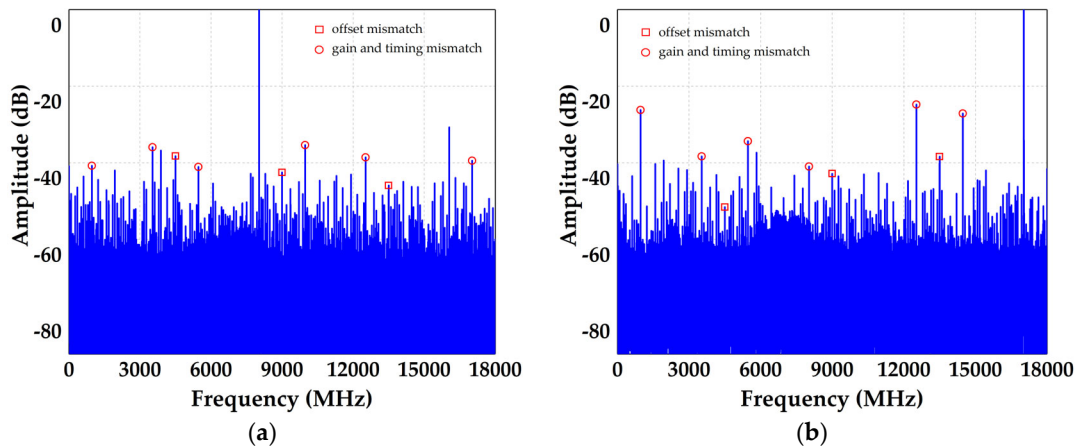 0
-20
-40
-60
-80
Amplitude (dB)
offset mismatch
gain and timing mismatch
0 3000 6000 9000 12000 15000 18000
Frequency (MHz)
(a)
0
-20
-40
-60
-80
Amplitude (dB)
offset mismatch
gain and timing mismatch
0 3000 6000 9000 12000 15000 18000
Frequency (MHz)
(b)